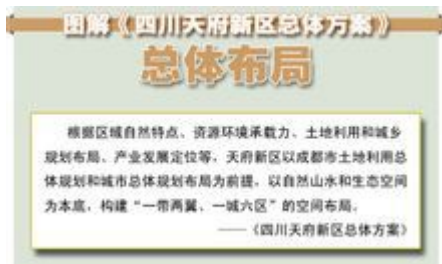 图解《四川天府新区总体方案》
总体布局
根据区域自然特点、资源环境承载力、土地利用和城乡
规划布局、产业发展定位等，天府新区以成都市土地利用总
体规划和城市总体规划布局为前提，以自然山水和生态空间
为本底，构建“一带两翼、一城六区”的空间布局。
——《四川天府新区总体方案》